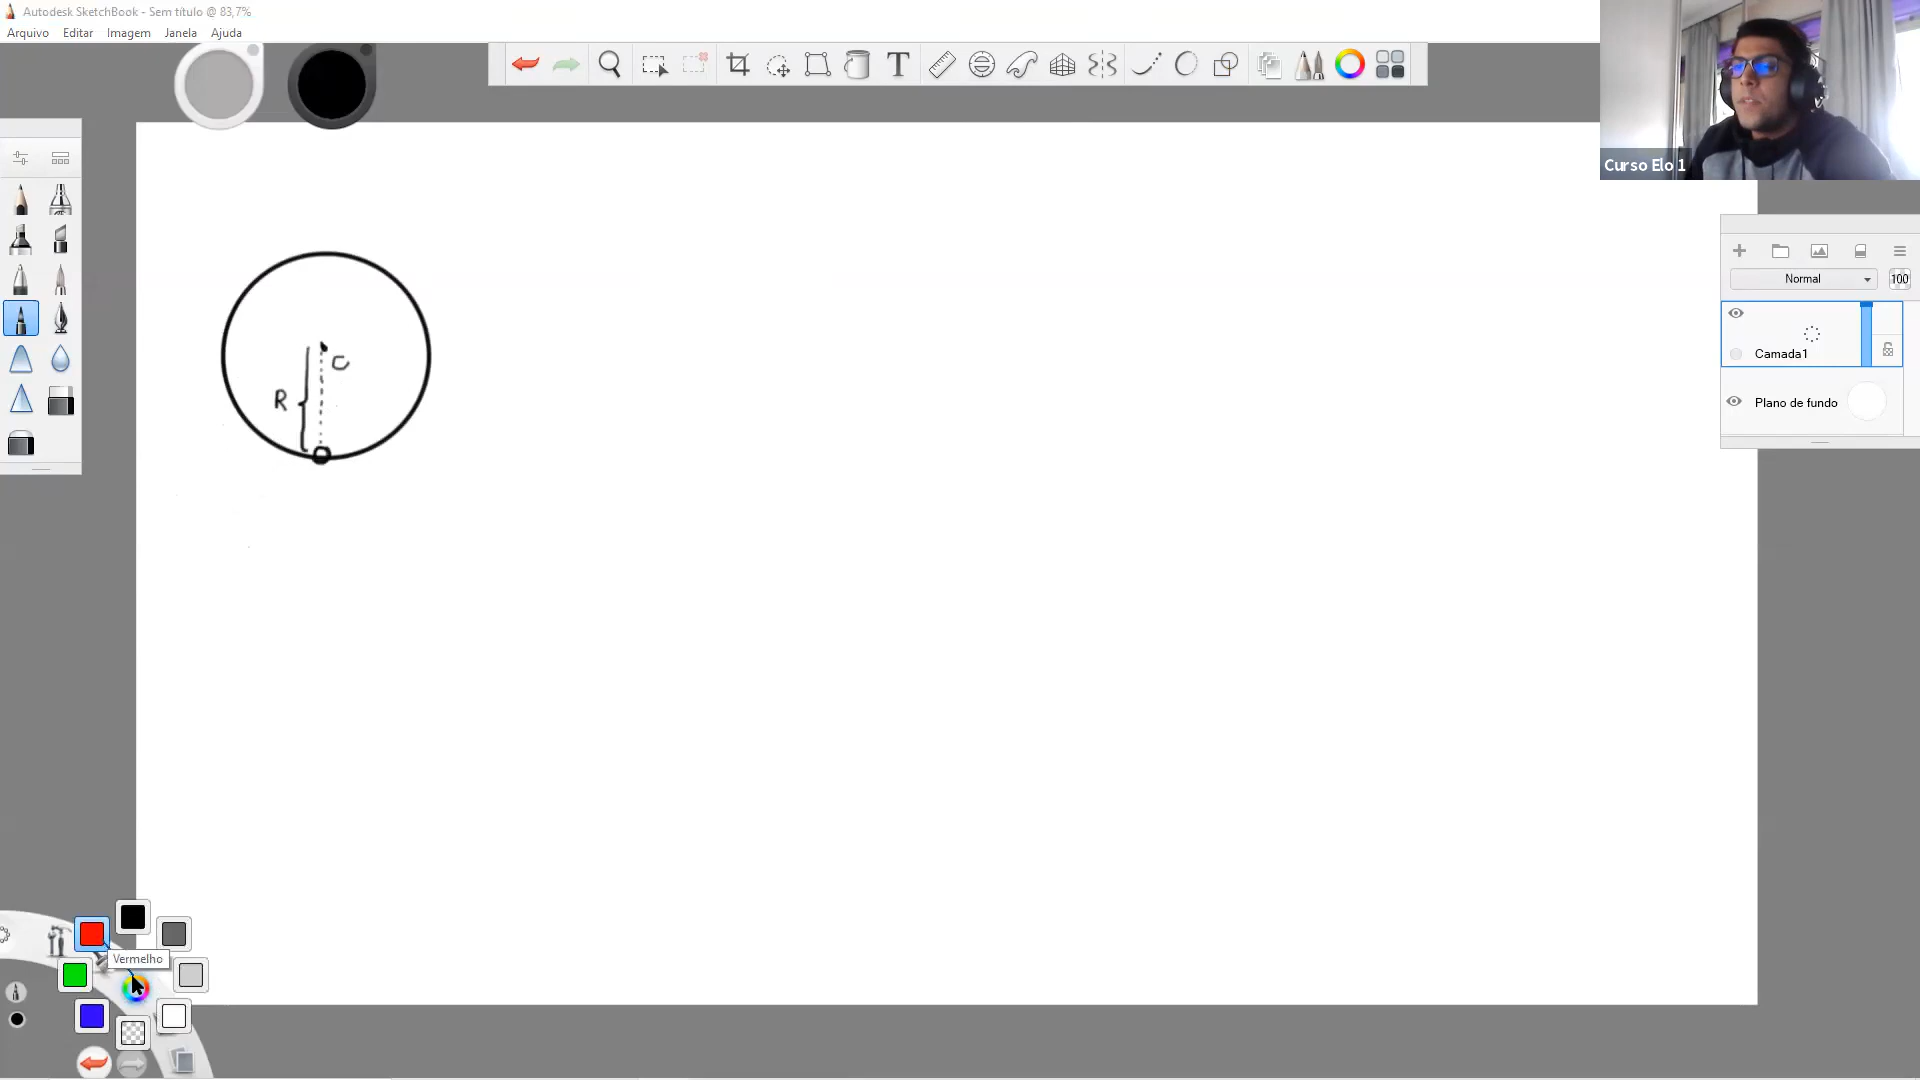 Autodesk SketchBook - Sem título @ 83,7%
Arquivo Editar Imagem Janela Ajuda
T
Curso Elo 1
Normal 100
Camada1
Plano de fundo
C
R
Vermelho